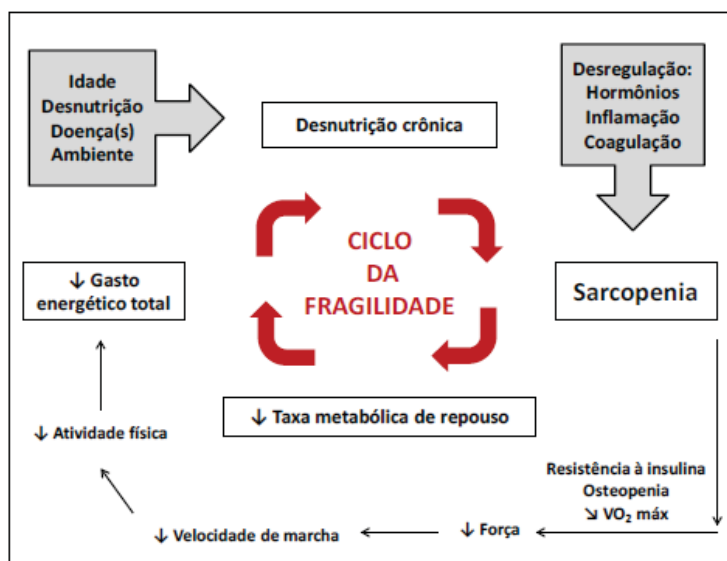 Idade
Desnutrição
Doença(s)
Ambiente
Desregulação:
Hormônios
Inflamação
Coagulação
Desnutrição crônica
CICLO
DA
FRAGILIDADE
↓ Gasto
energético total
Sarcopenia
↓ Taxa metabólica de repouso
↓ Atividade física
Resistência à insulina
Osteopenia
↘ VO₂ máx
↓ Velocidade de marcha
↓ Força